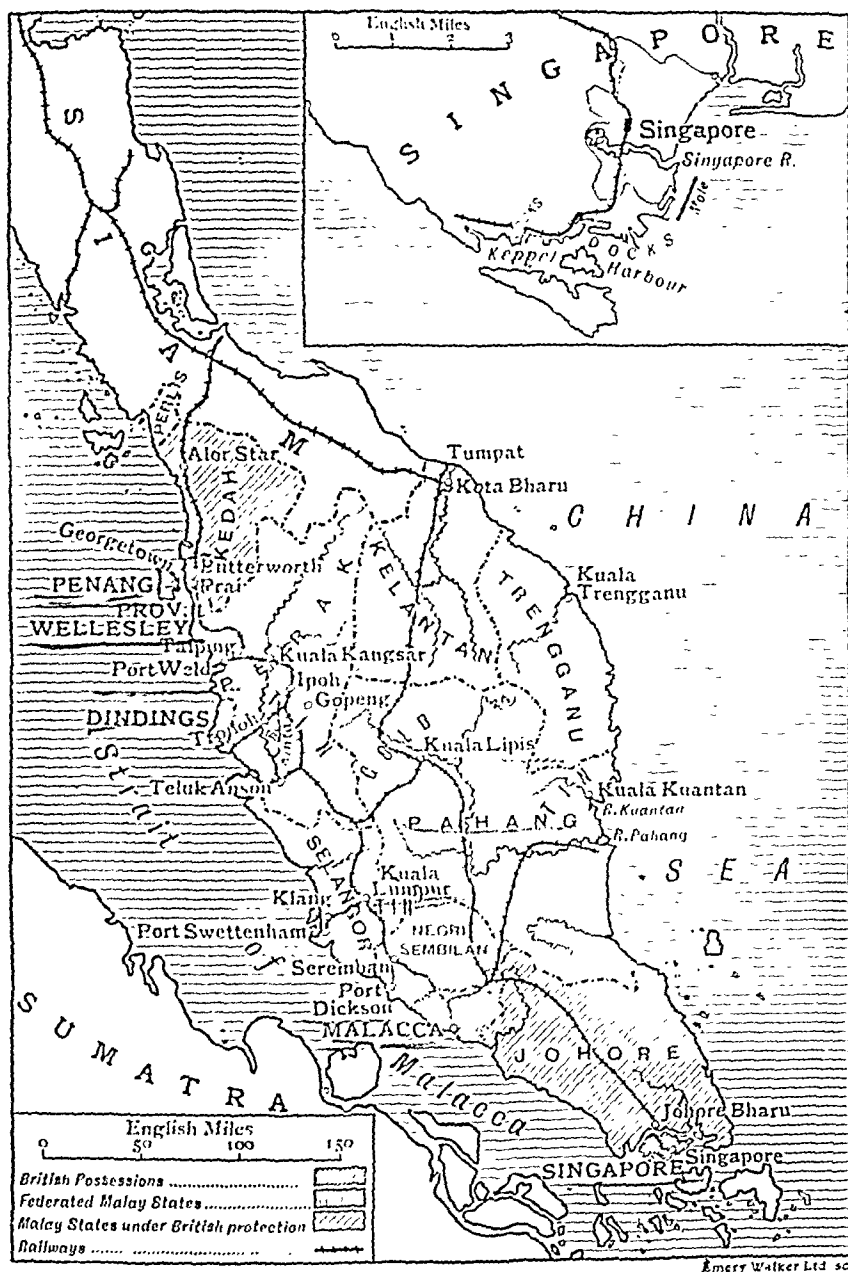 English Miles
0 1 2 3
SINGAPORE
Singapore
Singapore R.
Mole
DOCKS
Keppel
Harbour
SIAM
PERLIS
Alor Star
KEDAH
Tumpat
Kota Bharu
CHINA
Georgetown
Butterworth
Prai
PENANG
PROV.
WELLESLEY
KELANTAN
TRENGGANU
Kuala
Trengganu
Taiping
Port Weld
PERAK
Kuala Kangsar
Ipoh
Gopeng
DINDINGS
Kuala Lipis
Teluk Anson
Kuala Kuantan
R. Kuantan
PAHANG
R. Pahang
SEA
SELANGOR
Kuala
Lumpur
Klang
Port Swettenham
NEGRI
SEMBILAN
Seremban
Port
Dickson
MALACCA
Strait of Malacca
SUMATRA
JOHORE
Johore Bharu
Singapore
SINGAPORE
English Miles
0 50 100 150
British Possessions
Federated Malay States
Malay States under British protection
Railways
Emery Walker Ltd. sc.